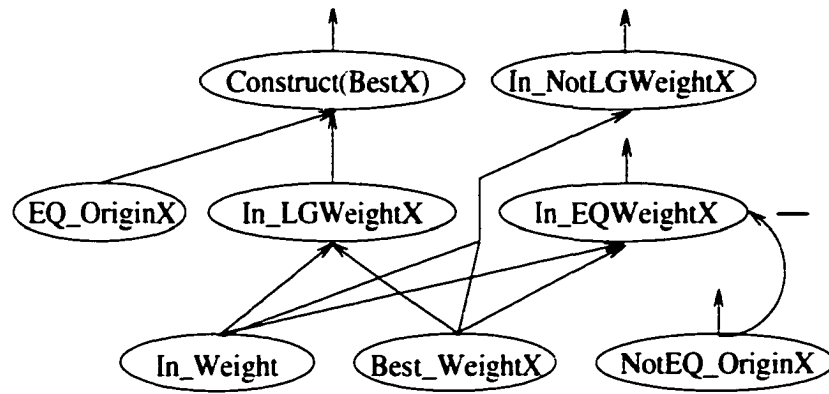 Construct(BestX)
In_NotLGWeightX
EQ_OriginX
In_LGWeightX
In_EQWeightX
In_Weight
Best_WeightX
NotEQ_OriginX